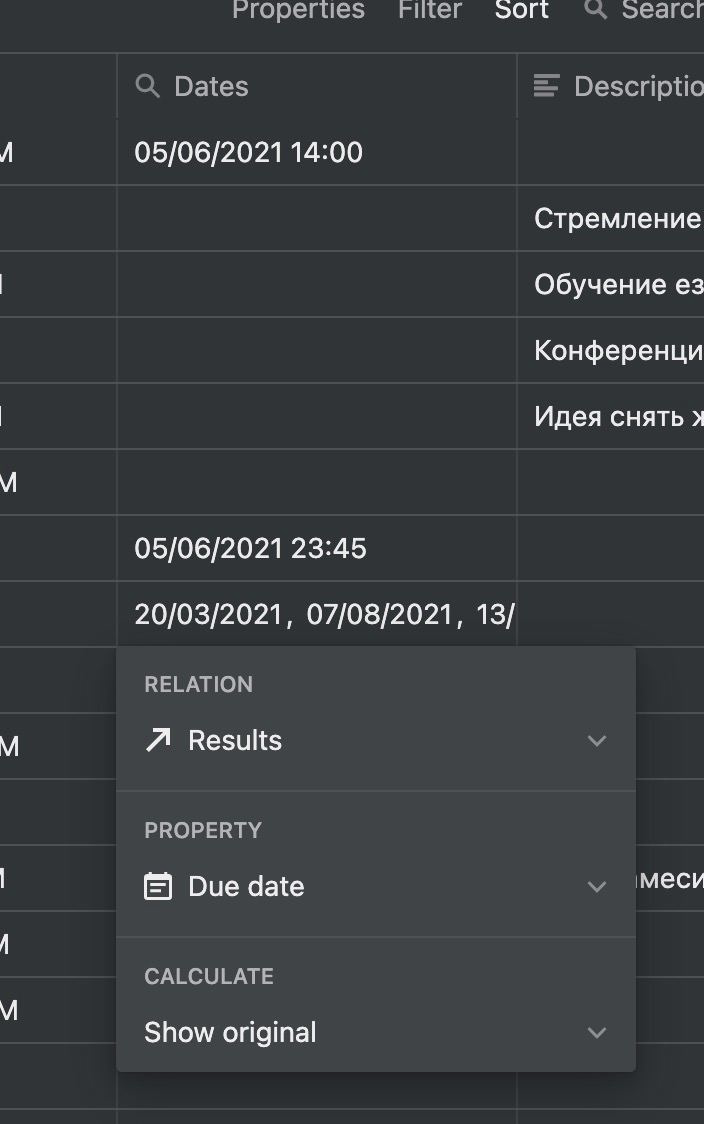 Properties Filter Sort Search
Dates Descriptio
M 05/06/2021 14:00
Стремление
Обучение ез
Конференци
Идея снять ж
M
05/06/2021 23:45
20/03/2021, 07/08/2021, 13/
RELATION
Results
M
PROPERTY
Due date
меси
CALCULATE
M
M
Show original